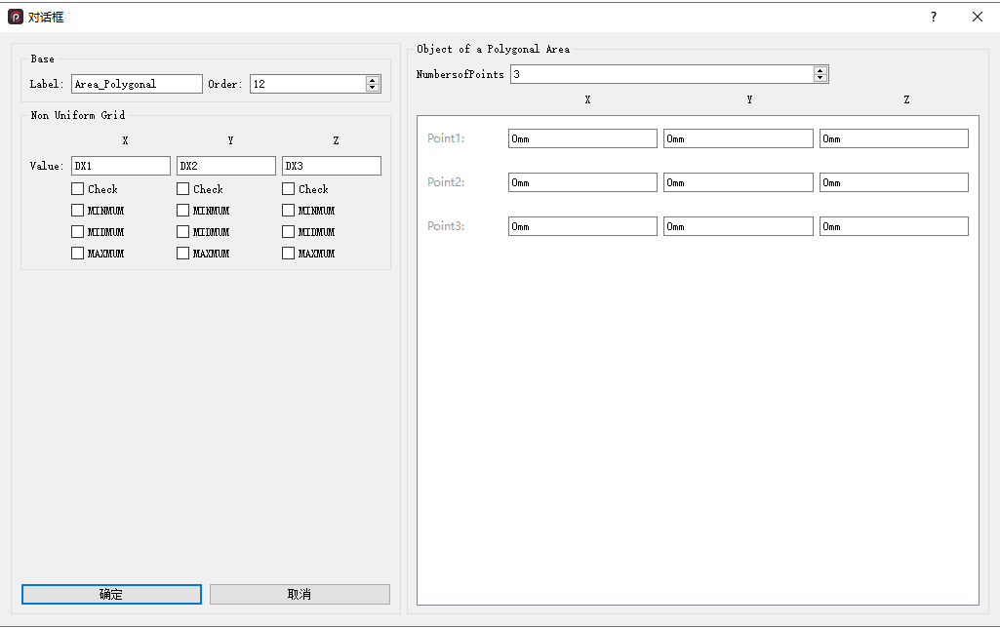 对话框
?
Base
Label: Area_Polygonal Order: 12
Non Uniform Grid
X Y Z
Value: DX1 DX2 DX3
Check Check Check
MINMUM MINMUM MINMUM
MIDMUM MIDMUM MIDMUM
MAXMUM MAXMUM MAXMUM
确定 取消
Object of a Polygonal Area
NumbersofPoints 3
X Y Z
Point1: 0mm 0mm 0mm
Point2: 0mm 0mm 0mm
Point3: 0mm 0mm 0mm